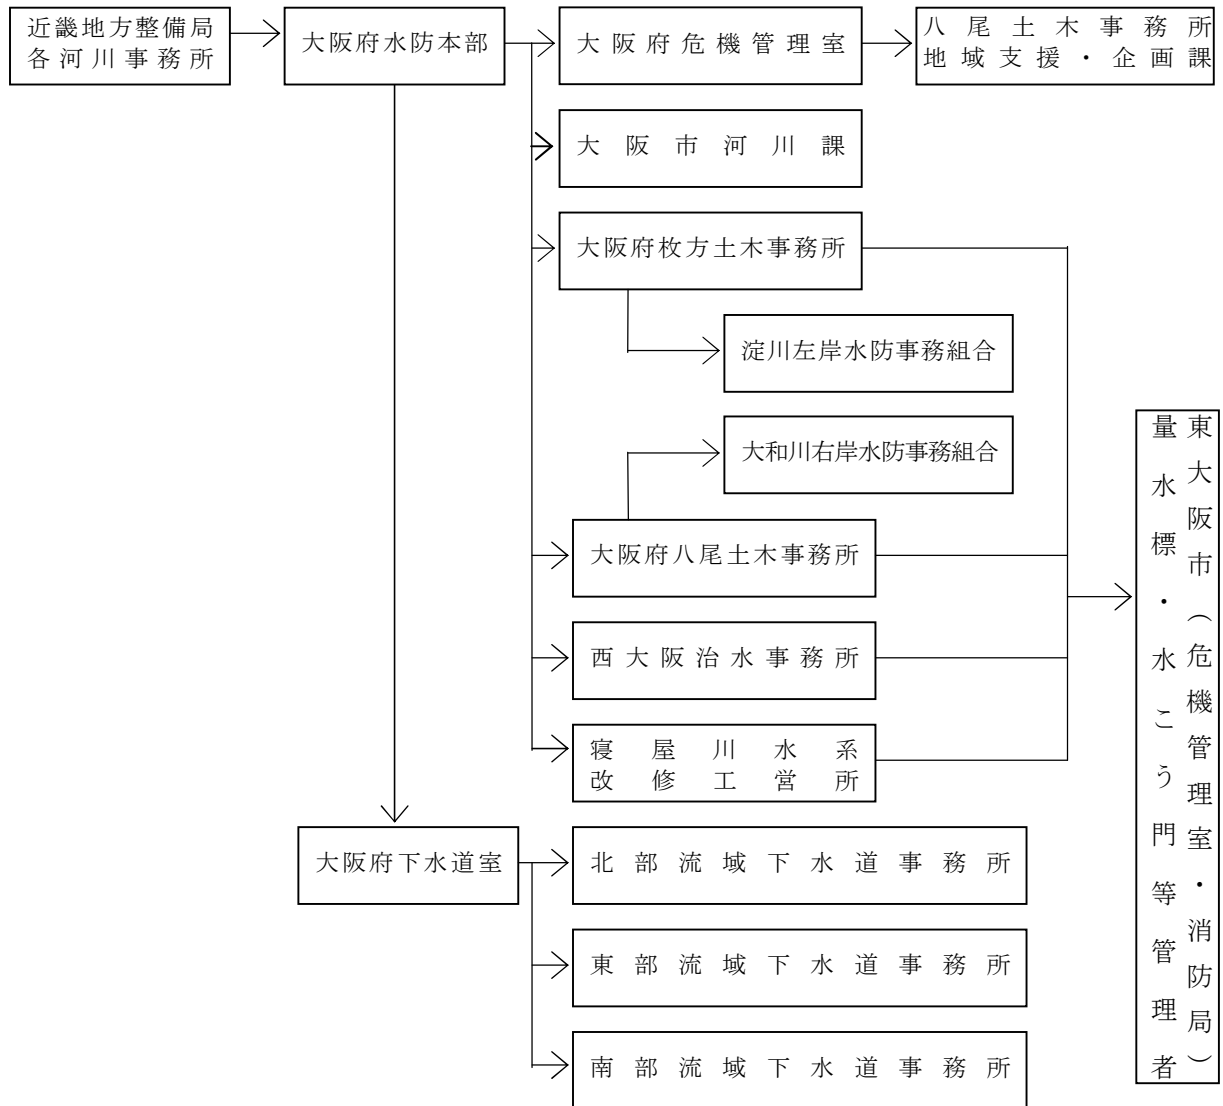 近畿地方整備局
各河川事務所
大阪府水防本部
大阪府危機管理室
八尾土木事務所
地域支援・企画課
大阪市河川課
大阪府枚方土木事務所
淀川左岸水防事務組合
大和川右岸水防事務組合
大阪府八尾土木事務所
西大阪治水事務所
寝屋川水系
改修工営所
東大阪市（危機管理室・消防局）
量水標・水こう門等管理者
大阪府下水道室
北部流域下水道事務所
東部流域下水道事務所
南部流域下水道事務所